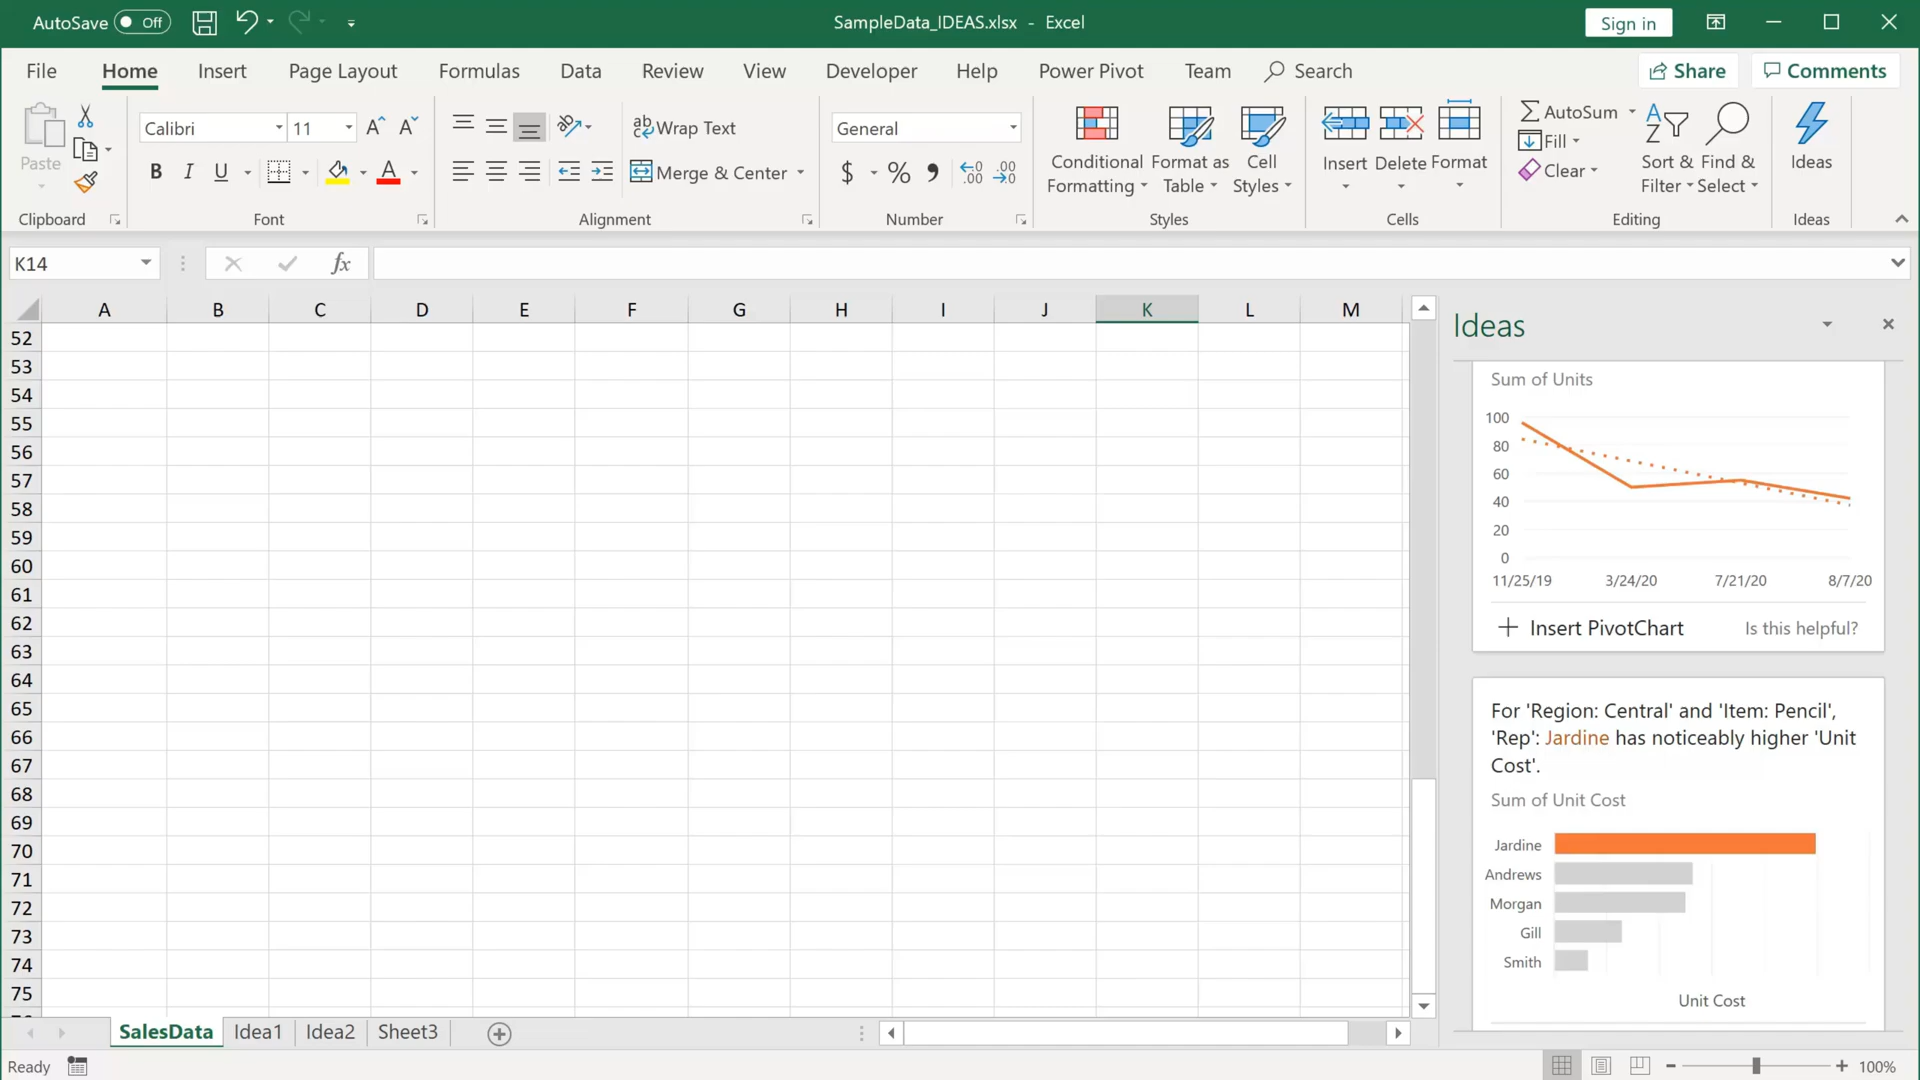 AutoSave Off SampleData_IDEAS.xlsx - Excel Sign in
File Home Insert Page Layout Formulas Data Review View Developer Help Power Pivot Team Search Share Comments
Calibri 11 Wrap Text General AutoSum
Paste B I U Merge & Center $ % , Conditional Formatting Format as Table Cell Styles Insert Delete Format Fill Clear Sort & Filter Find & Select Ideas
Clipboard Font Alignment Number Styles Cells Editing Ideas
K14 fx
A B C D E F G H I J K L M
52
53
54
55
56
57
58
59
60
61
62
63
64
65
66
67
68
69
70
71
72
73
74
75
Ideas
Sum of Units
100
80
60
40
20
0
11/25/19 3/24/20 7/21/20 8/7/20
Insert PivotChart Is this helpful?
For 'Region: Central' and 'Item: Pencil',
'Rep': Jardine has noticeably higher 'Unit
Cost'.
Sum of Unit Cost
Jardine
Andrews
Morgan
Gill
Smith
Unit Cost
SalesData Idea1 Idea2 Sheet3
Ready 100%